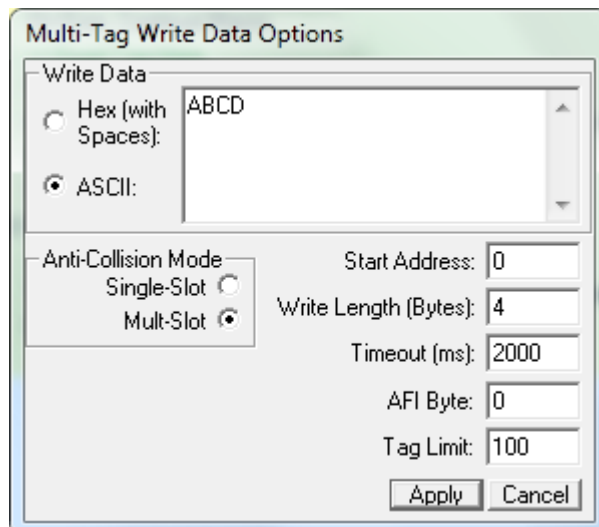 Multi-Tag Write Data Options
Write Data
Hex (with
Spaces):
ABCD
ASCII:
Anti-Collision Mode
Single-Slot
Mult-Slot
Start Address: 0
Write Length (Bytes): 4
Timeout (ms): 2000
AFI Byte: 0
Tag Limit: 100
Apply Cancel